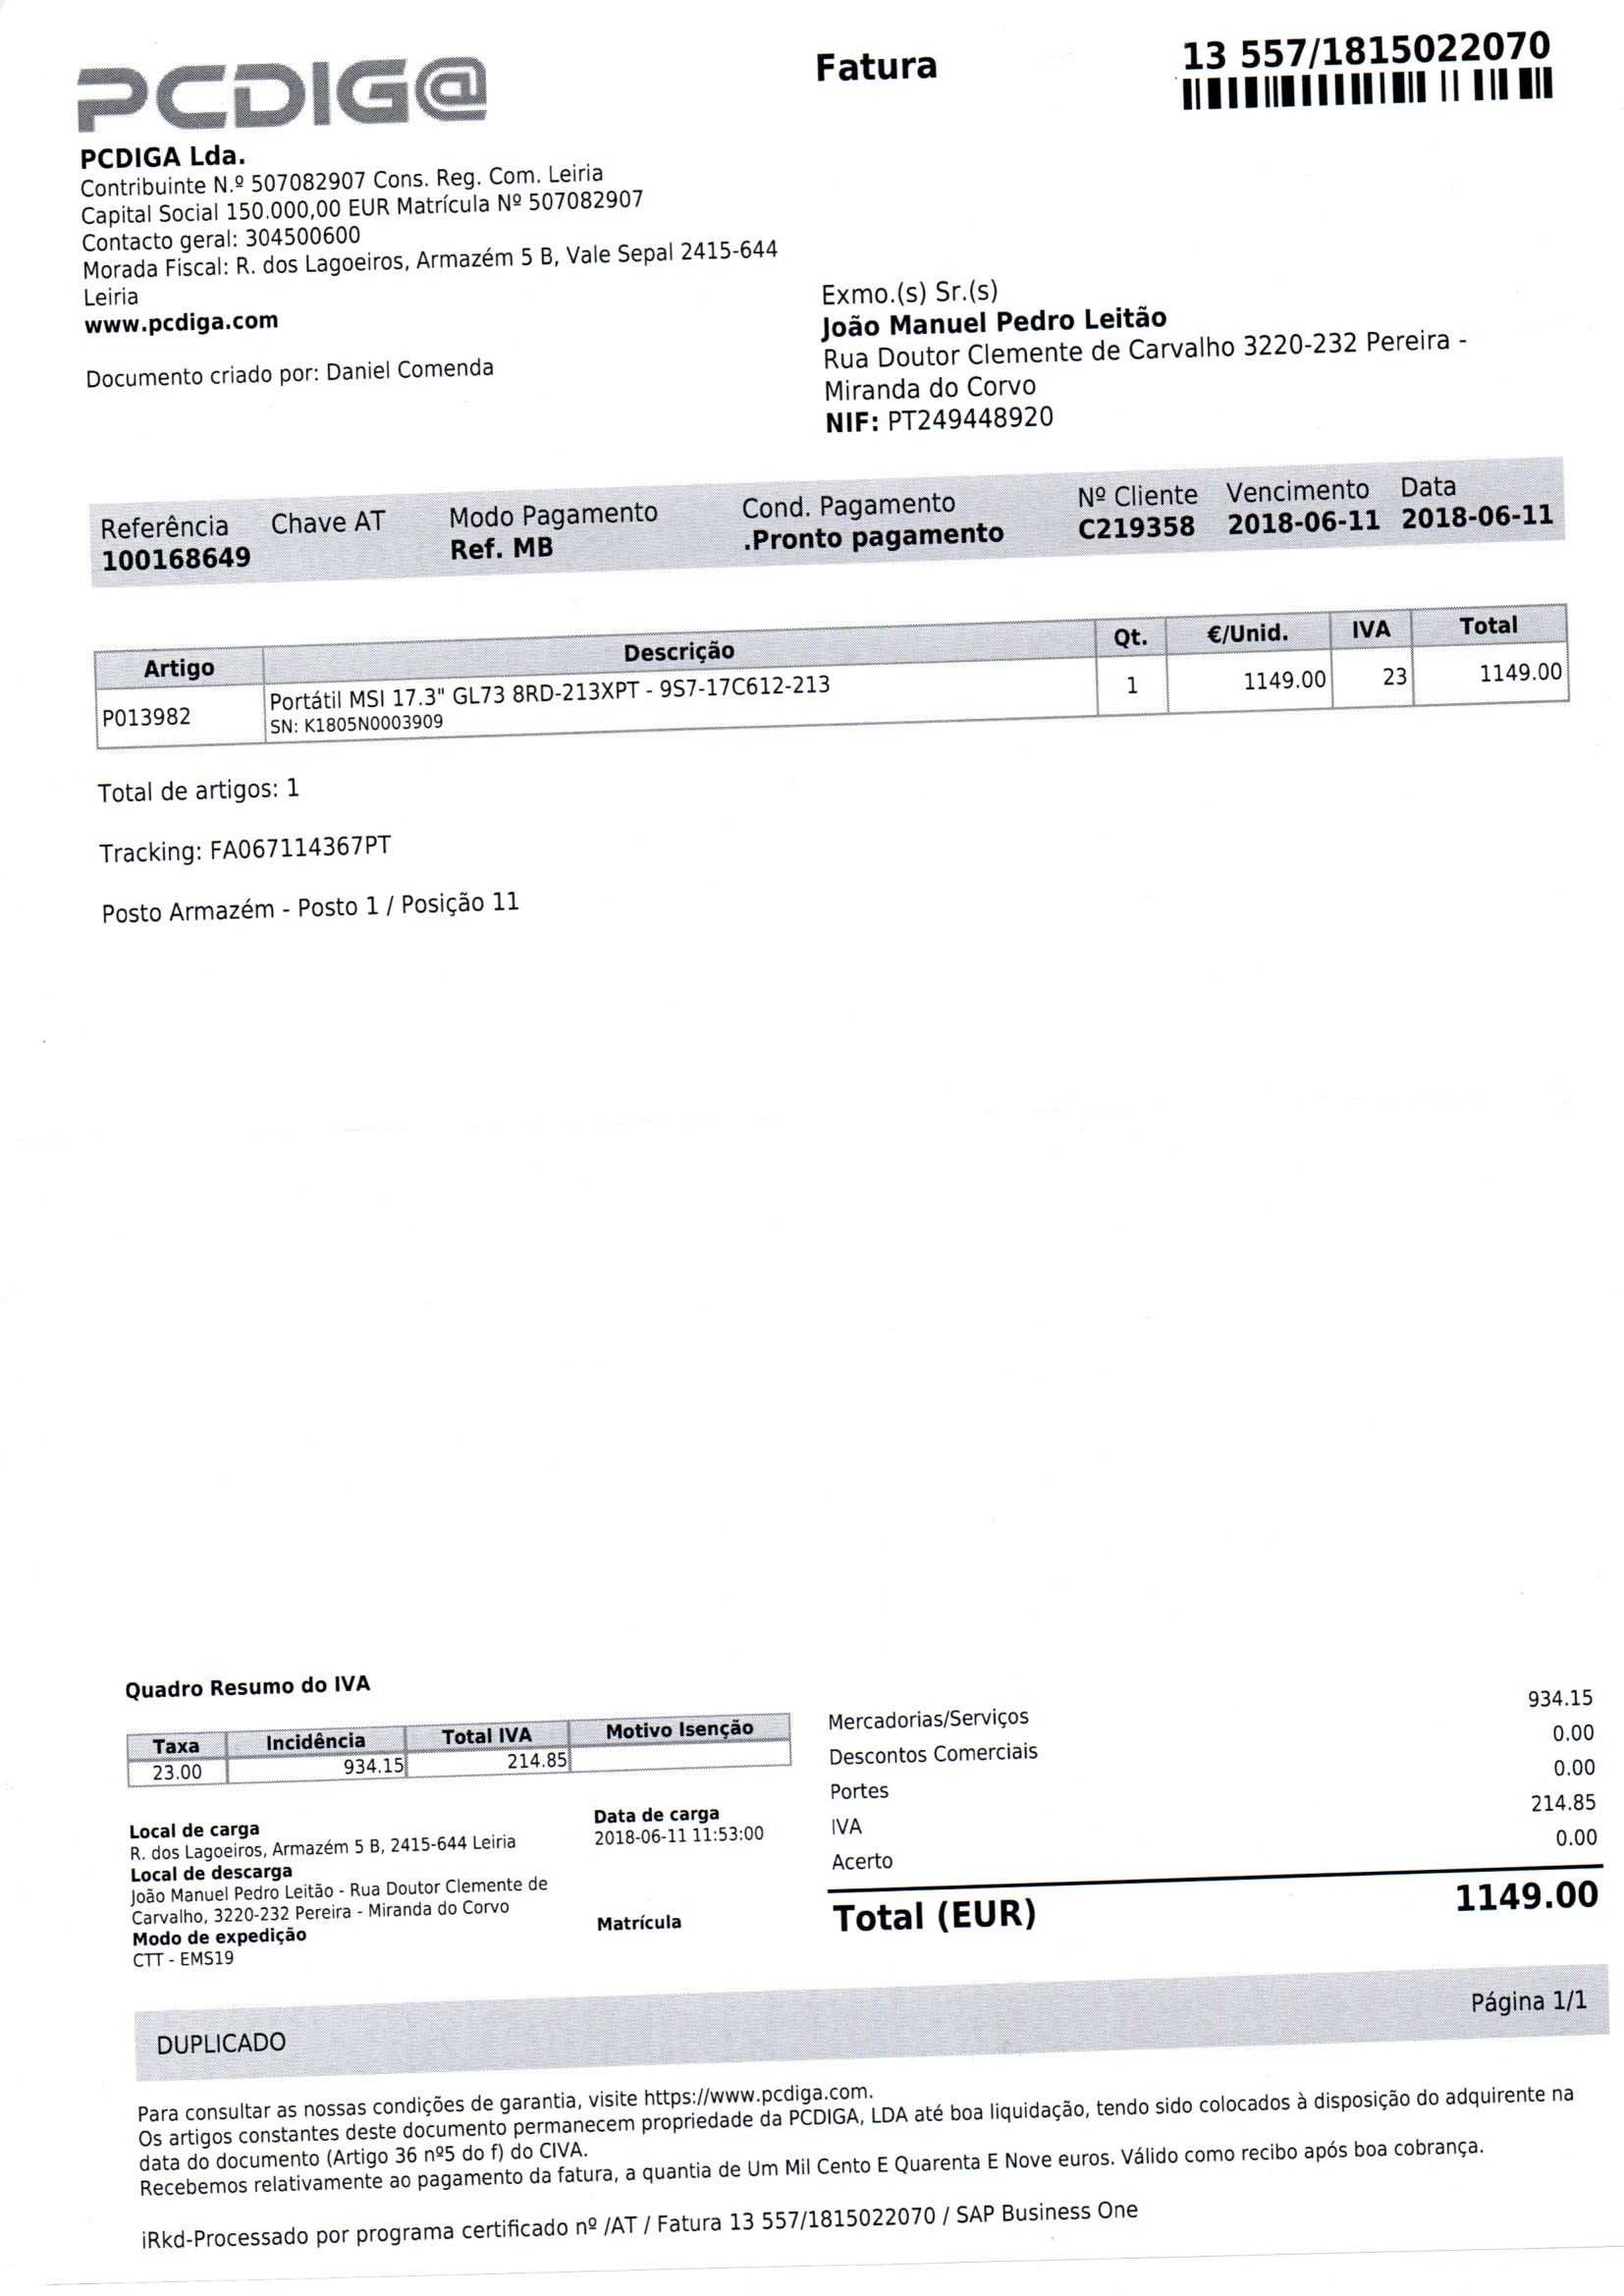 PCDIG@
Fatura
13 557/1815022070
PCDIGA Lda.
Contribuinte N.º 507082907 Cons. Reg. Com. Leiria
Capital Social 150.000,00 EUR Matrícula Nº 507082907
Contacto geral: 304500600
Morada Fiscal: R. dos Lagoeiros, Armazém 5 B, Vale Sepal 2415-644
Leiria
www.pcdiga.com
Documento criado por: Daniel Comenda
Exmo.(s) Sr.(s)
João Manuel Pedro Leitão
Rua Doutor Clemente de Carvalho 3220-232 Pereira -
Miranda do Corvo
NIF: PT249448920
Referência Chave AT Modo Pagamento Cond. Pagamento Nº Cliente Vencimento Data
100168649 Ref. MB .Pronto pagamento C219358 2018-06-11 2018-06-11
Artigo Descrição Qt. €/Unid. IVA Total
P013982 Portátil MSI 17.3" GL73 8RD-213XPT - 9S7-17C612-213 1 1149.00 23 1149.00
SN: K1805N0003909
Total de artigos: 1
Tracking: FA067114367PT
Posto Armazém - Posto 1 / Posição 11
Quadro Resumo do IVA
Taxa Incidência Total IVA Motivo Isenção
23.00 934.15 214.85
Local de carga
R. dos Lagoeiros, Armazém 5 B, 2415-644 Leiria
Local de descarga
João Manuel Pedro Leitão - Rua Doutor Clemente de
Carvalho, 3220-232 Pereira - Miranda do Corvo
Modo de expedição
CTT - EMS19
Data de carga
2018-06-11 11:53:00
Matrícula
Mercadorias/Serviços 934.15
Descontos Comerciais 0.00
Portes 0.00
IVA 214.85
Acerto 0.00
Total (EUR) 1149.00
DUPLICADO Página 1/1
Para consultar as nossas condições de garantia, visite https://www.pcdiga.com.
Os artigos constantes deste documento permanecem propriedade da PCDIGA, LDA até boa liquidação, tendo sido colocados à disposição do adquirente na
data do documento (Artigo 36 nº5 do f) do CIVA.
Recebemos relativamente ao pagamento da fatura, a quantia de Um Mil Cento E Quarenta E Nove euros. Válido como recibo após boa cobrança.
iRkd-Processado por programa certificado nº /AT / Fatura 13 557/1815022070 / SAP Business One